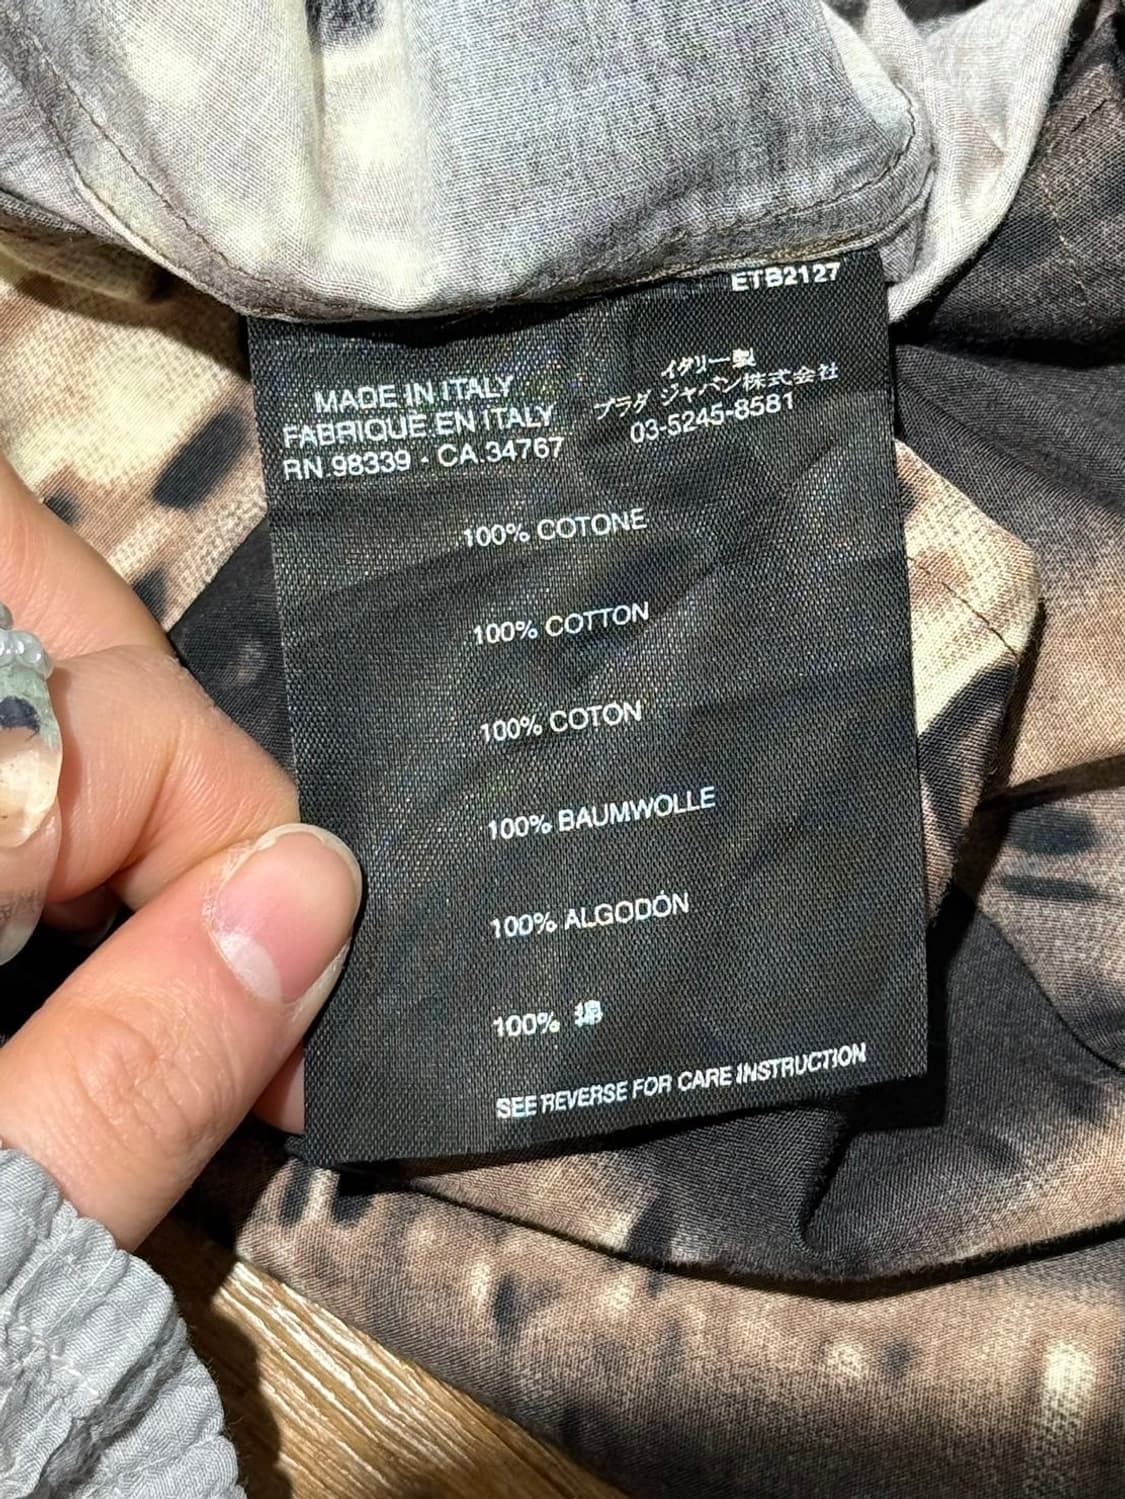 ETB2127
MADE IN ITALY
FABRIQUÉ EN ITALY
RN.98339 - CA.34767
イタリー製
プラダ ジャパン株式会社
03-5245-8581
100% COTONE
100% COTTON
100% COTON
100% BAUMWOLLE
100% ALGODÓN
100% 綿
SEE REVERSE FOR CARE INSTRUCTION